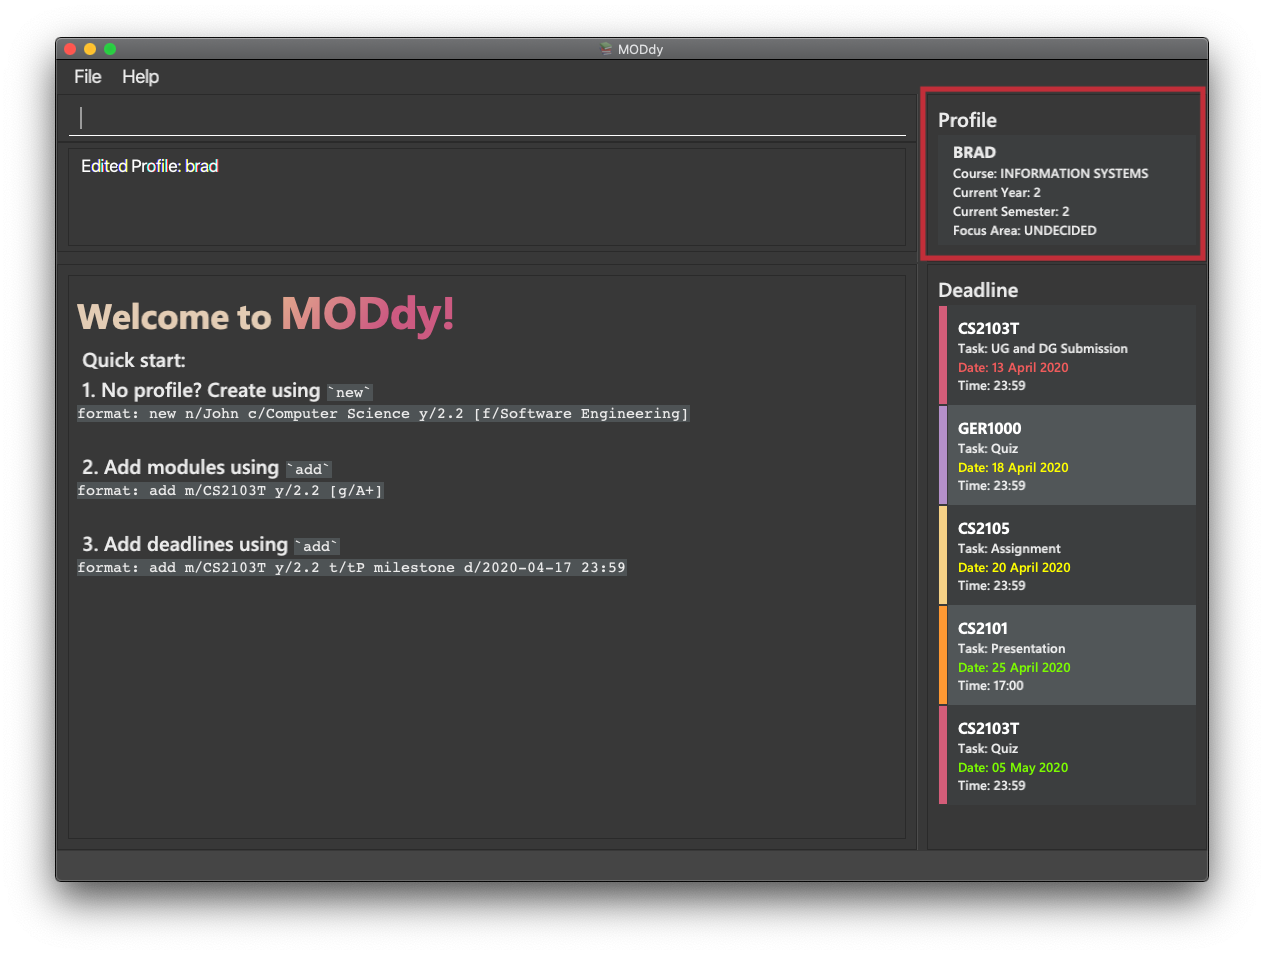 MODdy
File Help
Edited Profile: brad
Welcome to MODdy!
Quick start:
1. No profile? Create using `new`
format: new n/John c/Computer Science y/2.2 [f/Software Engineering]
2. Add modules using `add`
format: add m/CS2103T y/2.2 [g/A+]
3. Add deadlines using `add`
format: add m/CS2103T y/2.2 t/tP milestone d/2020-04-17 23:59
Profile
BRAD
Course: INFORMATION SYSTEMS
Current Year: 2
Current Semester: 2
Focus Area: UNDECIDED
Deadline
CS2103T
Task: UG and DG Submission
Date: 13 April 2020
Time: 23:59
GER1000
Task: Quiz
Date: 18 April 2020
Time: 23:59
CS2105
Task: Assignment
Date: 20 April 2020
Time: 23:59
CS2101
Task: Presentation
Date: 25 April 2020
Time: 17:00
CS2103T
Task: Quiz
Date: 05 May 2020
Time: 23:59